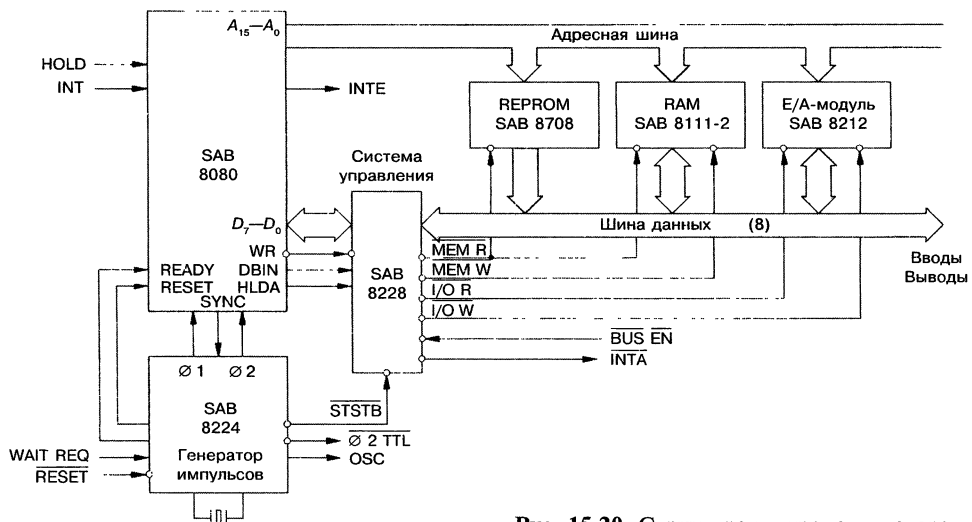 A15—A0
Адресная шина
HOLD
INT
INTE
SAB
8080
REPROM
SAB 8708
RAM
SAB 8111-2
E/A-модуль
SAB 8212
Система
управления
D7—D0
Шина данных (8)
WR
READY
DBIN
RESET
HLDA
SYNC
SAB
8228
MEM R
MEM W
I/O R
I/O W
Вводы
Выводы
BUS EN
INTA
Ø 1
Ø 2
SAB
8224
Генератор
импульсов
STSTB
Ø 2 TTL
OSC
WAIT REQ
RESET